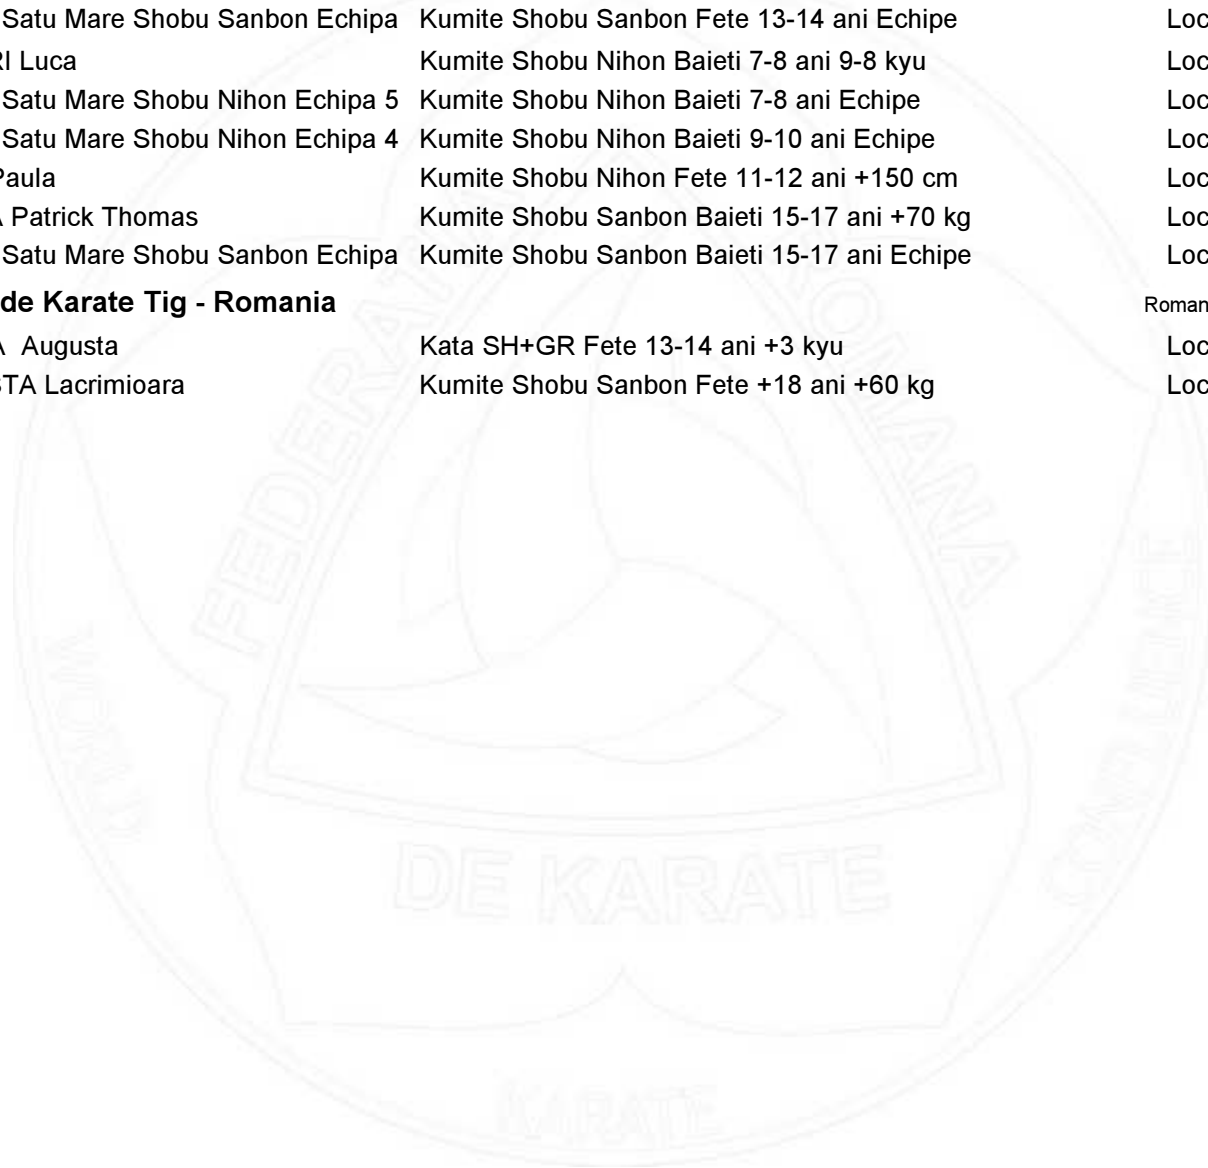 Satu Mare Shobu Sanbon Echipa Kumite Shobu Sanbon Fete 13-14 ani Echipe Loc
RI Luca Kumite Shobu Nihon Baieti 7-8 ani 9-8 kyu Loc
Satu Mare Shobu Nihon Echipa 5 Kumite Shobu Nihon Baieti 7-8 ani Echipe Loc
Satu Mare Shobu Nihon Echipa 4 Kumite Shobu Nihon Baieti 9-10 ani Echipe Loc
Paula Kumite Shobu Nihon Fete 11-12 ani +150 cm Loc
A Patrick Thomas Kumite Shobu Sanbon Baieti 15-17 ani +70 kg Loc
Satu Mare Shobu Sanbon Echipa Kumite Shobu Sanbon Baieti 15-17 ani Echipe Loc
de Karate Tig - Romania Roman
A Augusta Kata SH+GR Fete 13-14 ani +3 kyu Loc
STA Lacrimioara Kumite Shobu Sanbon Fete +18 ani +60 kg Loc
ROMANA
DE KARATE
KARATE